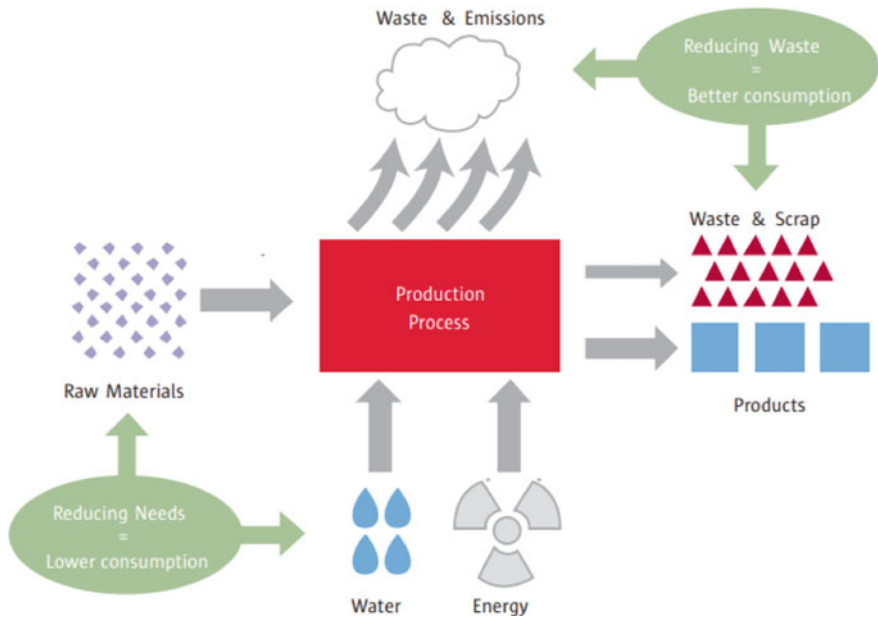 Waste & Emissions
Reducing Waste
=
Better consumption
Waste & Scrap
Production
Process
Raw Materials
Products
Reducing Needs
=
Lower consumption
Water
Energy